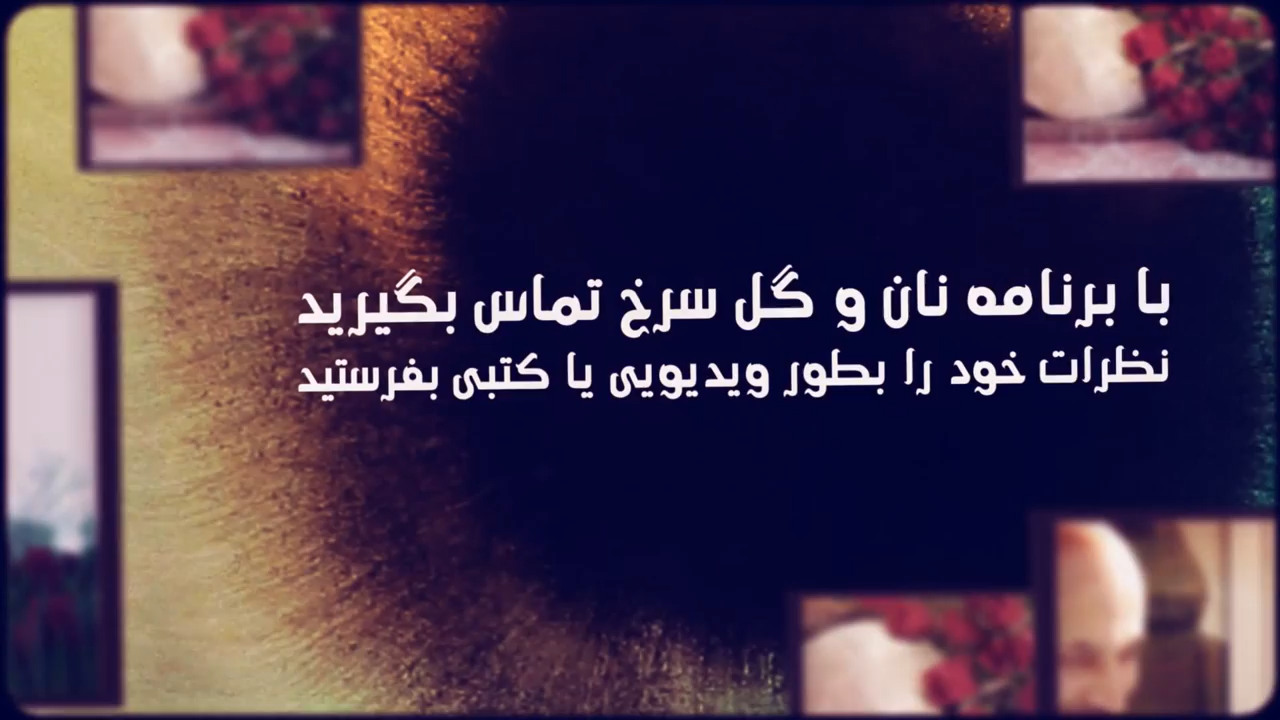 با برنامه نان و گل سرخ تماس بگیرید
نظرات خود را بطور ویدیویی یا کتبی بفرستید